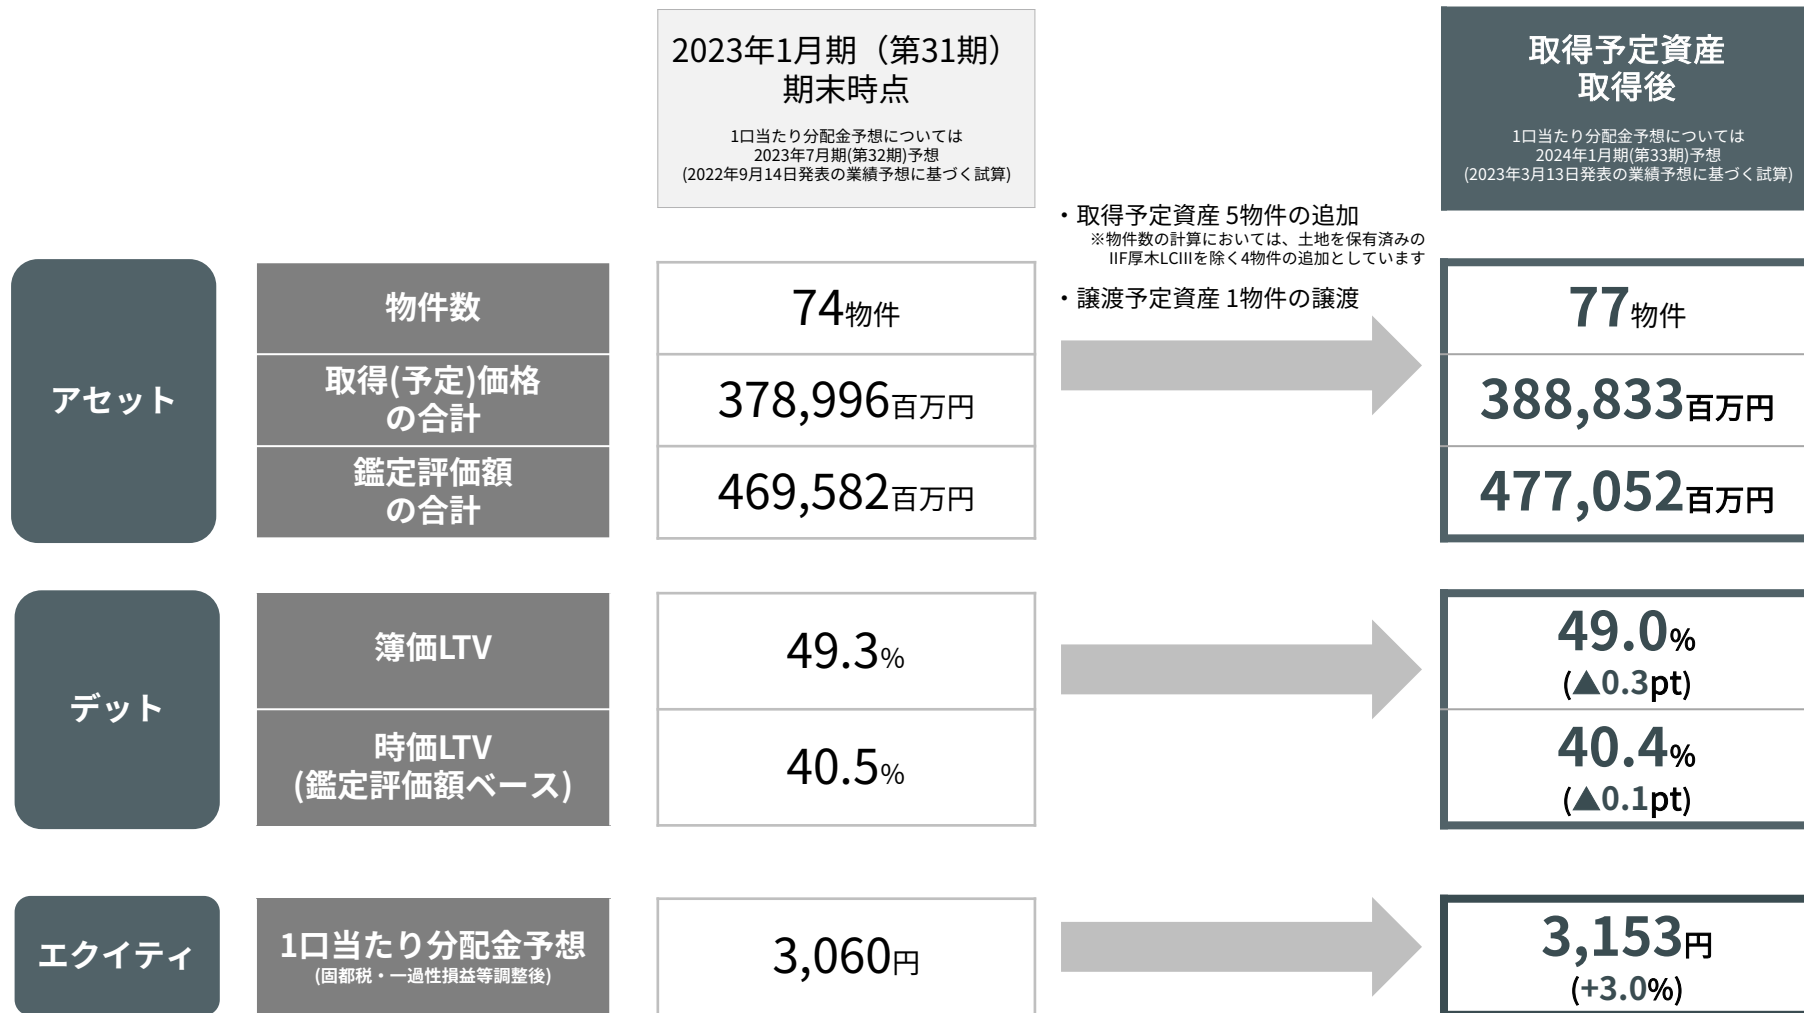 2023年1月期（第31期）
期末時点
1口当たり分配金予想については
2023年7月期(第32期)予想
(2022年9月14日発表の業績予想に基づく試算)
取得予定資産
取得後
1口当たり分配金予想については
2024年1月期(第33期)予想
(2023年3月13日発表の業績予想に基づく試算)
・取得予定資産 5物件の追加
※物件数の計算においては、土地を保有済みの
IIF厚木LCIIIを除く4物件の追加としています
・譲渡予定資産 1物件の譲渡
アセット
物件数
74物件
77物件
取得(予定)価格
の合計
378,996百万円
388,833百万円
鑑定評価額
の合計
469,582百万円
477,052百万円
デット
簿価LTV
49.3%
49.0%
(▲0.3pt)
時価LTV
(鑑定評価額ベース)
40.5%
40.4%
(▲0.1pt)
エクイティ
1口当たり分配金予想
(固都税・一過性損益等調整後)
3,060円
3,153円
(+3.0%)